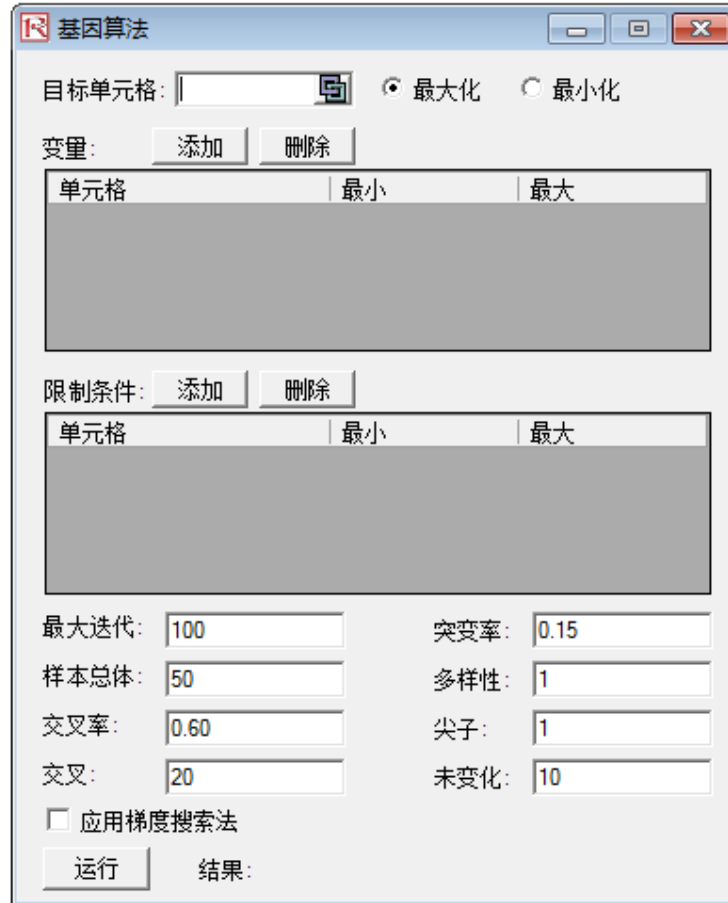 基因算法
目标单元格: 最大化 最小化
变量: 添加 删除
单元格 最小 最大
限制条件: 添加 删除
单元格 最小 最大
最大迭代: 100 突变率: 0.15
样本总体: 50 多样性: 1
交叉率: 0.60 尖子: 1
交叉: 20 未变化: 10
应用梯度搜索法
运行 结果: